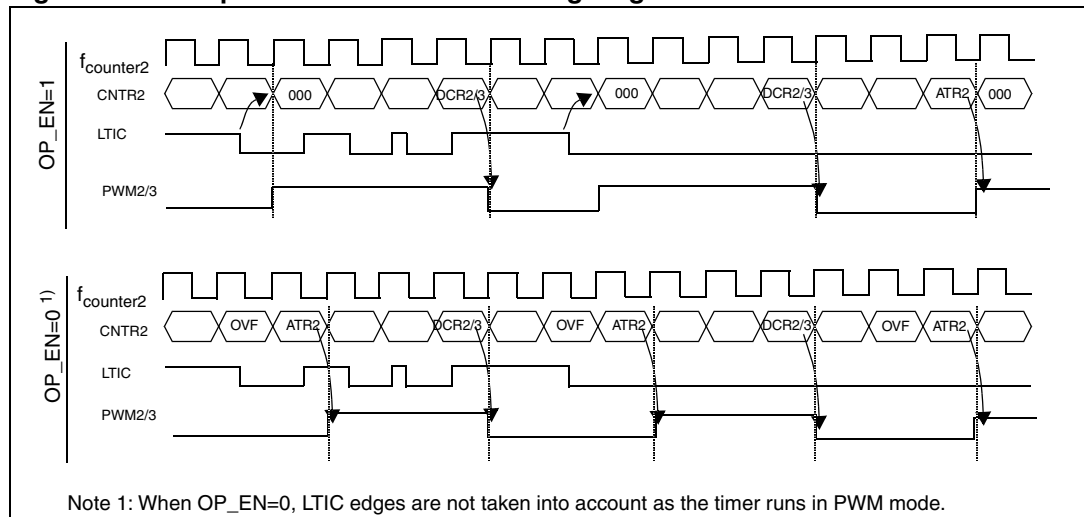 OP_EN=1
fcounter2
CNTR2 000 DCR2/3 000 DCR2/3 ATR2 000
LTIC
PWM2/3
OP_EN=0 1)
fcounter2
CNTR2 OVF ATR2 DCR2/3 OVF ATR2 DCR2/3 OVF ATR2
LTIC
PWM2/3
Note 1: When OP_EN=0, LTIC edges are not taken into account as the timer runs in PWM mode.